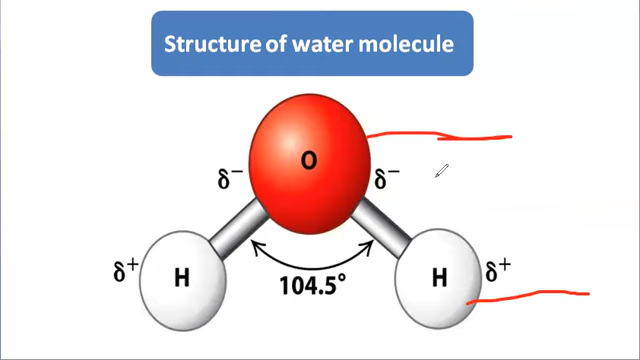 Structure of water molecule
O
δ− δ−
δ+ H H δ+
104.5°